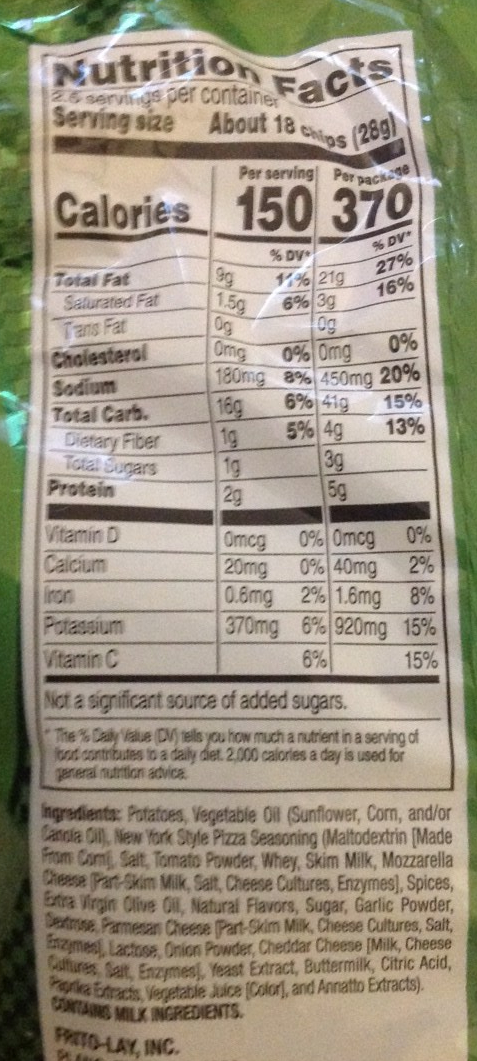 Nutrition Facts
2.5 servings per container
Serving size About 18 chips (28g)
Per serving Per package
Calories 150 370
% DV* % DV*
Total Fat 9g 11% 21g 27%
Saturated Fat 1.5g 6% 3g 16%
Trans Fat 0g 0g
Cholesterol 0mg 0% 0mg 0%
Sodium 180mg 8% 450mg 20%
Total Carb. 16g 6% 41g 15%
Dietary Fiber 1g 5% 4g 13%
Total Sugars 1g 3g
Protein 2g 5g
Vitamin D 0mcg 0% 0mcg 0%
Calcium 20mg 0% 40mg 2%
Iron 0.6mg 2% 1.6mg 8%
Potassium 370mg 6% 920mg 15%
Vitamin C 6% 15%
Not a significant source of added sugars.
* The % Daily Value (DV) tells you how much a nutrient in a serving of
food contributes to a daily diet. 2,000 calories a day is used for
general nutrition advice.
Ingredients: Potatoes, Vegetable Oil (Sunflower, Corn, and/or
Canola Oil), New York Style Pizza Seasoning (Maltodextrin [Made
From Corn], Salt, Tomato Powder, Whey, Skim Milk, Mozzarella
Cheese [Part-Skim Milk, Salt, Cheese Cultures, Enzymes], Spices,
Extra Virgin Olive Oil, Natural Flavors, Sugar, Garlic Powder,
Dextrose, Parmesan Cheese [Part-Skim Milk, Cheese Cultures, Salt,
Enzymes], Lactose, Onion Powder, Cheddar Cheese [Milk, Cheese
Cultures, Salt, Enzymes], Yeast Extract, Buttermilk, Citric Acid,
Paprika Extracts, Vegetable Juice [Color], and Annatto Extracts).
CONTAINS MILK INGREDIENTS.
FRITO-LAY, INC.